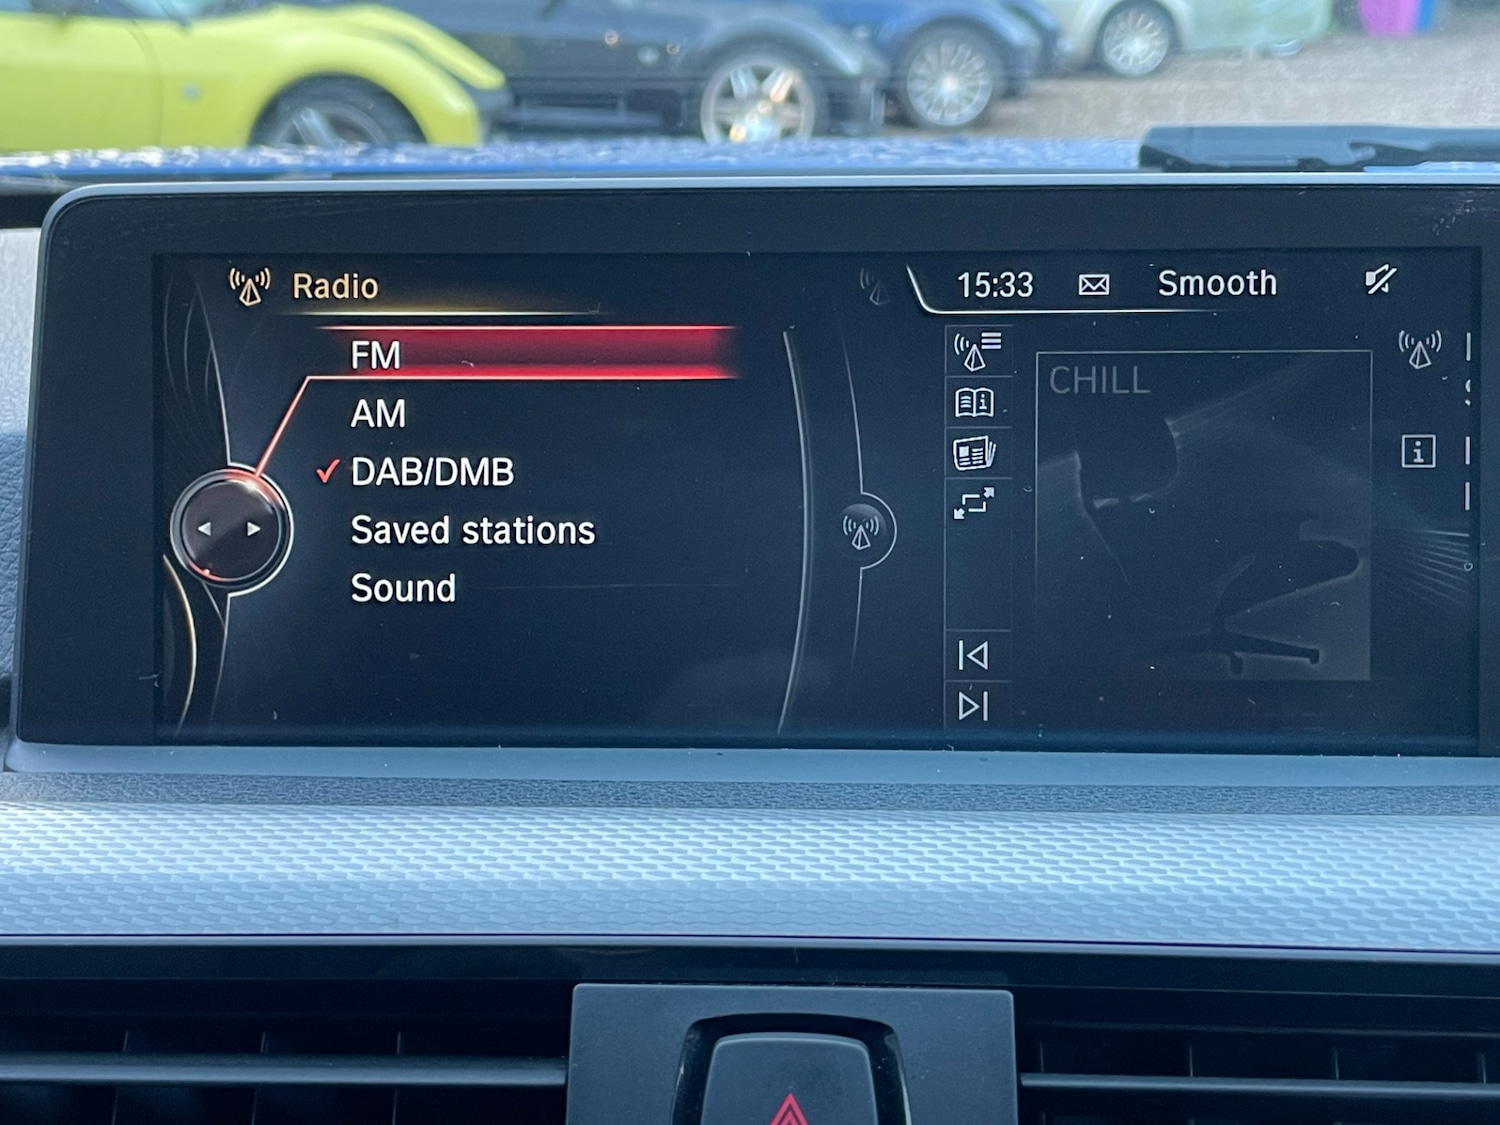 Radio
15:33 Smooth
FM
AM
DAB/DMB
Saved stations
Sound
CHILL